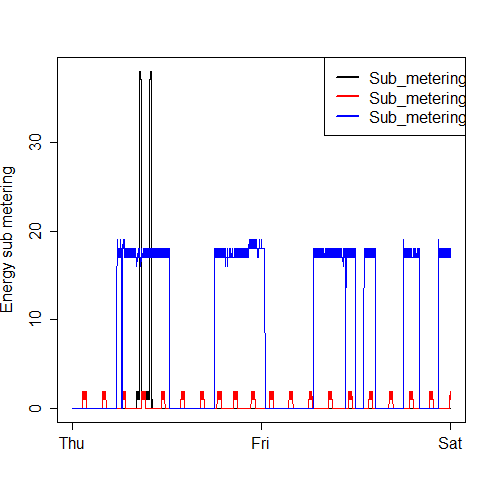 Sub_metering
Sub_metering
Sub_metering
Energy sub metering
30
20
10
0
Thu
Fri
Sat